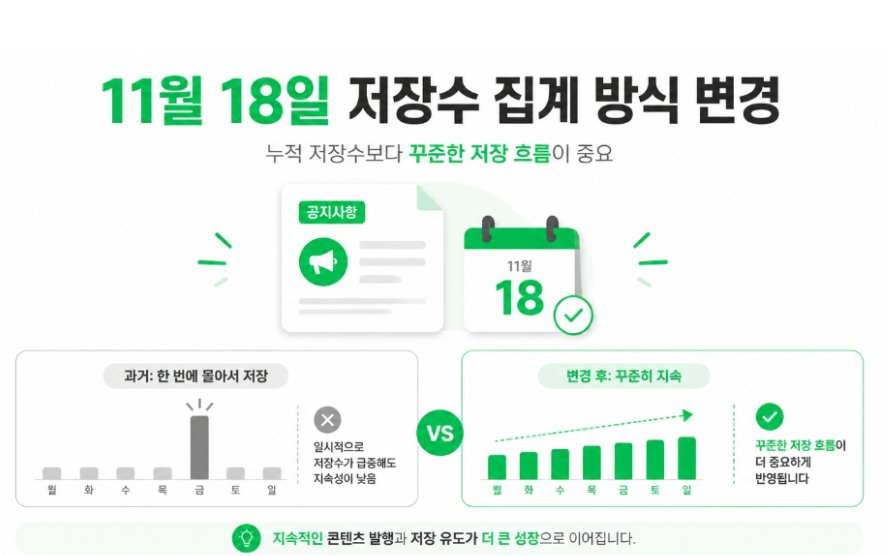 11월 18일 저장수 집계 방식 변경
누적 저장수보다 꾸준한 저장 흐름이 중요
공지사항
11월
18
과거: 한 번에 몰아서 저장
일시적으로
저장수가 급증해도
지속성이 낮음
월 화 수 목 금 토 일
VS
변경 후: 꾸준히 지속
꾸준한 저장 흐름이
더 중요하게
반영됩니다
월 화 수 목 금 토 일
지속적인 콘텐츠 발행과 저장 유도가 더 큰 성장으로 이어집니다.